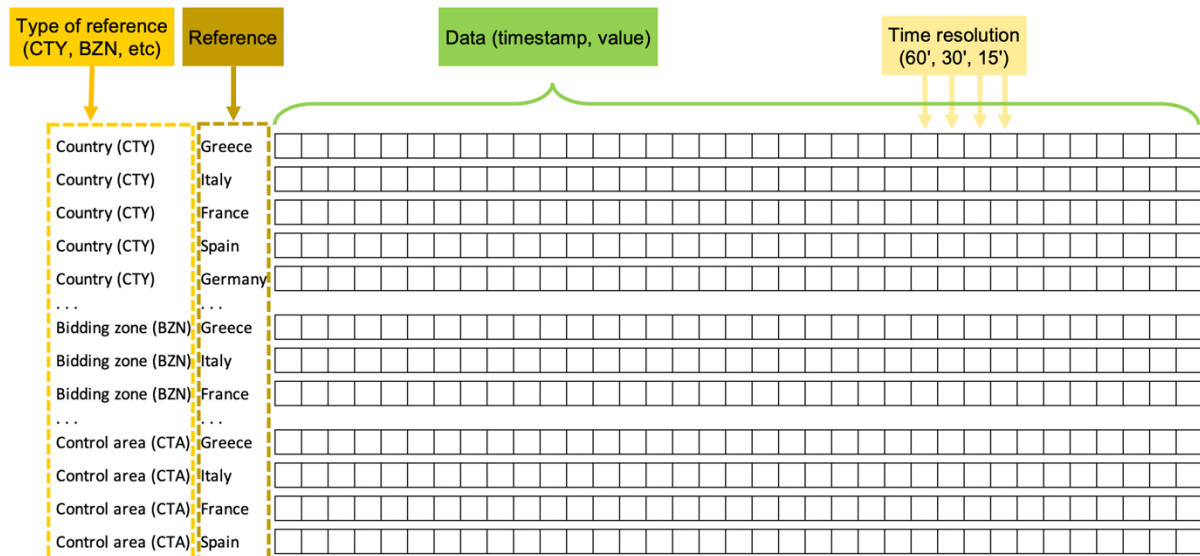 Type of reference
(CTY, BZN, etc)
Reference
Data (timestamp, value)
Time resolution
(60', 30', 15')
Country (CTY) Greece
Country (CTY) Italy
Country (CTY) France
Country (CTY) Spain
Country (CTY) Germany
. . . . . .
Bidding zone (BZN) Greece
Bidding zone (BZN) Italy
Bidding zone (BZN) France
. . . . . .
Control area (CTA) Greece
Control area (CTA) Italy
Control area (CTA) France
Control area (CTA) Spain